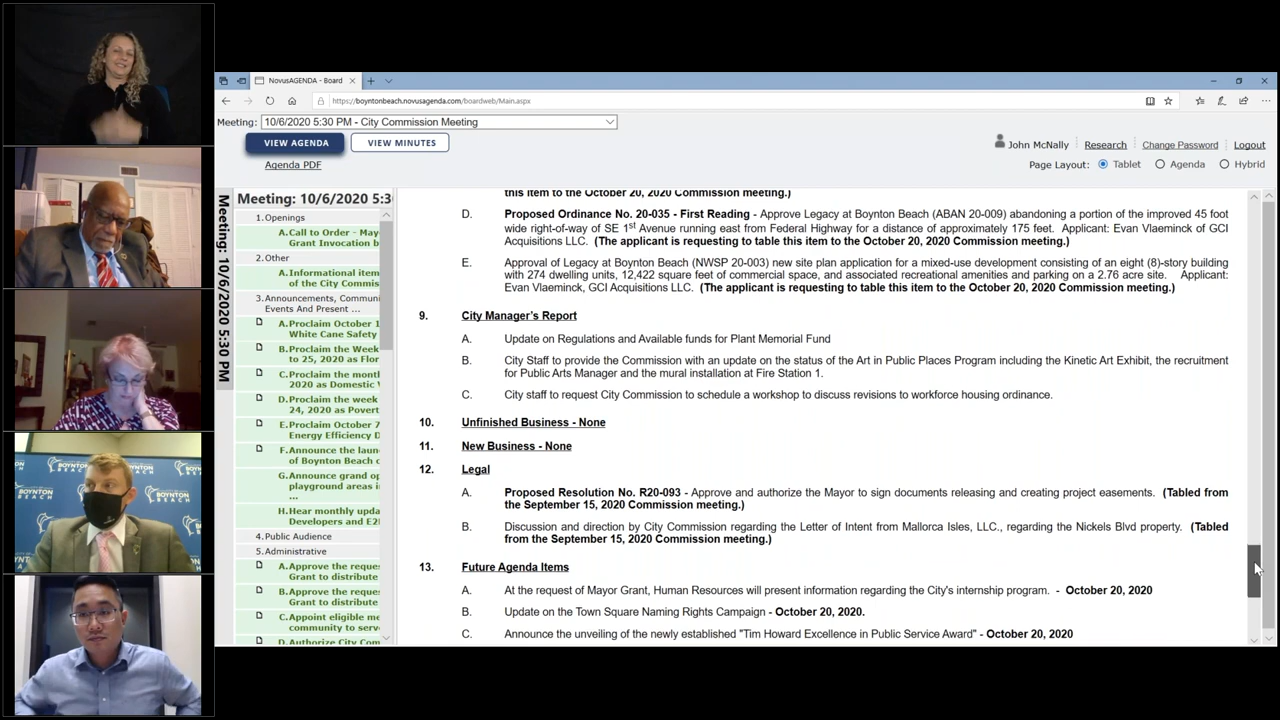 NovusAGENDA - Board
https://boyntonbeach.novusagenda.com/boardweb/Main.aspx
Meeting: 10/6/2020 5:30 PM - City Commission Meeting
VIEW AGENDA VIEW MINUTES
Agenda PDF
John McNally Research Change Password Logout
Page Layout: Tablet Agenda Hybrid
Meeting: 10/6/2020 5:30 PM
Meeting: 10/6/2020 5:3
1.Openings
A.Call to Order - May
Grant Invocation b
2.Other
A.Informational item
of the City Commis
3.Announcements, Commun
Events And Present ...
A.Proclaim October 1
White Cane Safety
B.Proclaim the Week
to 25, 2020 as Flor
C.Proclaim the month
2020 as Domestic V
D.Proclaim the week
24, 2020 as Povert
E.Proclaim October 7
Energy Efficiency D
F.Announce the laun
of Boynton Beach c
G.Announce grand op
playground areas i
...
H.Hear monthly upda
Developers and E2
4.Public Audience
5.Administrative
A.Approve the reque
Grant to distribute
B.Approve the reque
Grant to distribute
C.Appoint eligible me
community to serv
D.Authorize City Com
this item to the October 20, 2020 Commission meeting.)
D. Proposed Ordinance No. 20-035 - First Reading - Approve Legacy at Boynton Beach (ABAN 20-009) abandoning a portion of the improved 45 foot
wide right-of-way of SE 1st Avenue running east from Federal Highway for a distance of approximately 175 feet. Applicant: Evan Vlaeminck of GCI
Acquisitions LLC. (The applicant is requesting to table this item to the October 20, 2020 Commission meeting.)
E. Approval of Legacy at Boynton Beach (NWSP 20-003) new site plan application for a mixed-use development consisting of an eight (8)-story building
with 274 dwelling units, 12,422 square feet of commercial space, and associated recreational amenities and parking on a 2.76 acre site. Applicant:
Evan Vlaeminck, GCI Acquisitions LLC. (The applicant is requesting to table this item to the October 20, 2020 Commission meeting.)
9. City Manager's Report
A. Update on Regulations and Available funds for Plant Memorial Fund
B. City Staff to provide the Commission with an update on the status of the Art in Public Places Program including the Kinetic Art Exhibit, the recruitment
for Public Arts Manager and the mural installation at Fire Station 1.
C. City staff to request City Commission to schedule a workshop to discuss revisions to workforce housing ordinance.
10. Unfinished Business - None
11. New Business - None
12. Legal
A. Proposed Resolution No. R20-093 - Approve and authorize the Mayor to sign documents releasing and creating project easements. (Tabled from
the September 15, 2020 Commission meeting.)
B. Discussion and direction by City Commission regarding the Letter of Intent from Mallorca Isles, LLC., regarding the Nickels Blvd property. (Tabled
from the September 15, 2020 Commission meeting.)
13. Future Agenda Items
A. At the request of Mayor Grant, Human Resources will present information regarding the City's internship program. - October 20, 2020
B. Update on the Town Square Naming Rights Campaign - October 20, 2020.
C. Announce the unveiling of the newly established "Tim Howard Excellence in Public Service Award" - October 20, 2020
BOYNTON
BEACH